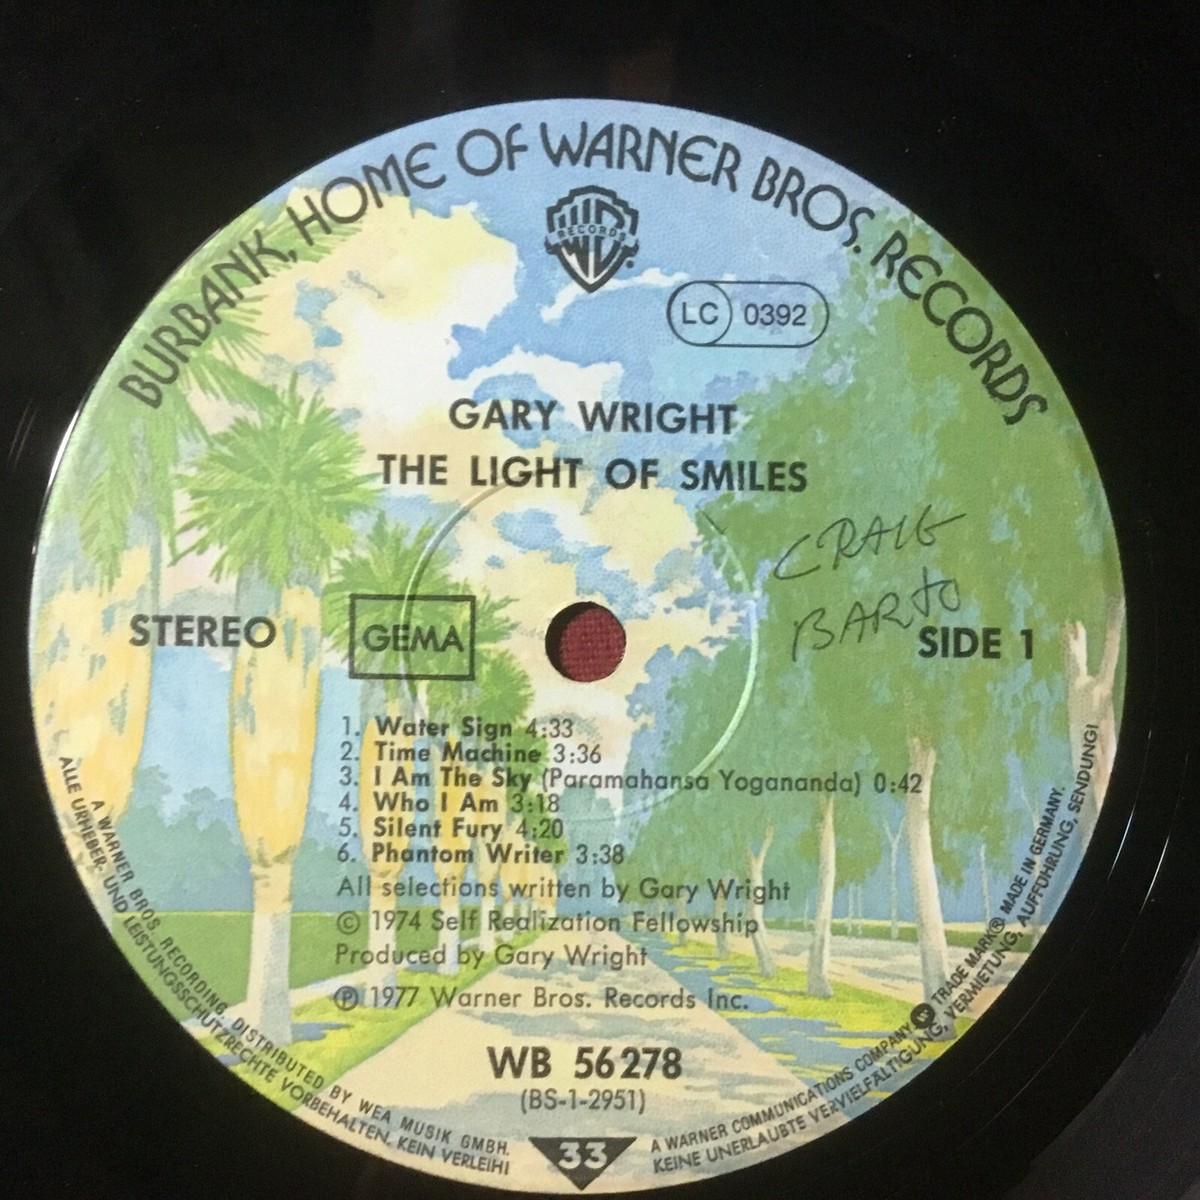 BURBANK, HOME OF WARNER BROS. RECORDS
RECORDS
LC 0392
GARY WRIGHT
THE LIGHT OF SMILES
CRAIG
BARTO
STEREO
GEMA
SIDE 1
1. Water Sign 4:33
2. Time Machine 3:36
3. I Am The Sky (Paramahansa Yogananda) 0:42
4. Who I Am 3:18
5. Silent Fury 4:20
6. Phantom Writer 3:38
All selections written by Gary Wright
© 1974 Self Realization Fellowship
Produced by Gary Wright
℗ 1977 Warner Bros. Records Inc.
WB 56 278
(BS-1-2951)
33
A WARNER BROS. RECORDING, DISTRIBUTED BY WEA MUSIK GMBH.
ALLE URHEBER- UND LEISTUNGSSCHUTZRECHTE VORBEHALTEN. KEIN VERLEIH!
A WARNER COMMUNICATIONS COMPANY. TRADE MARK® MADE IN GERMANY.
KEINE UNERLAUBTE VERVIELFÄLTIGUNG, VERMIETUNG, AUFFÜHRUNG, SENDUNG!